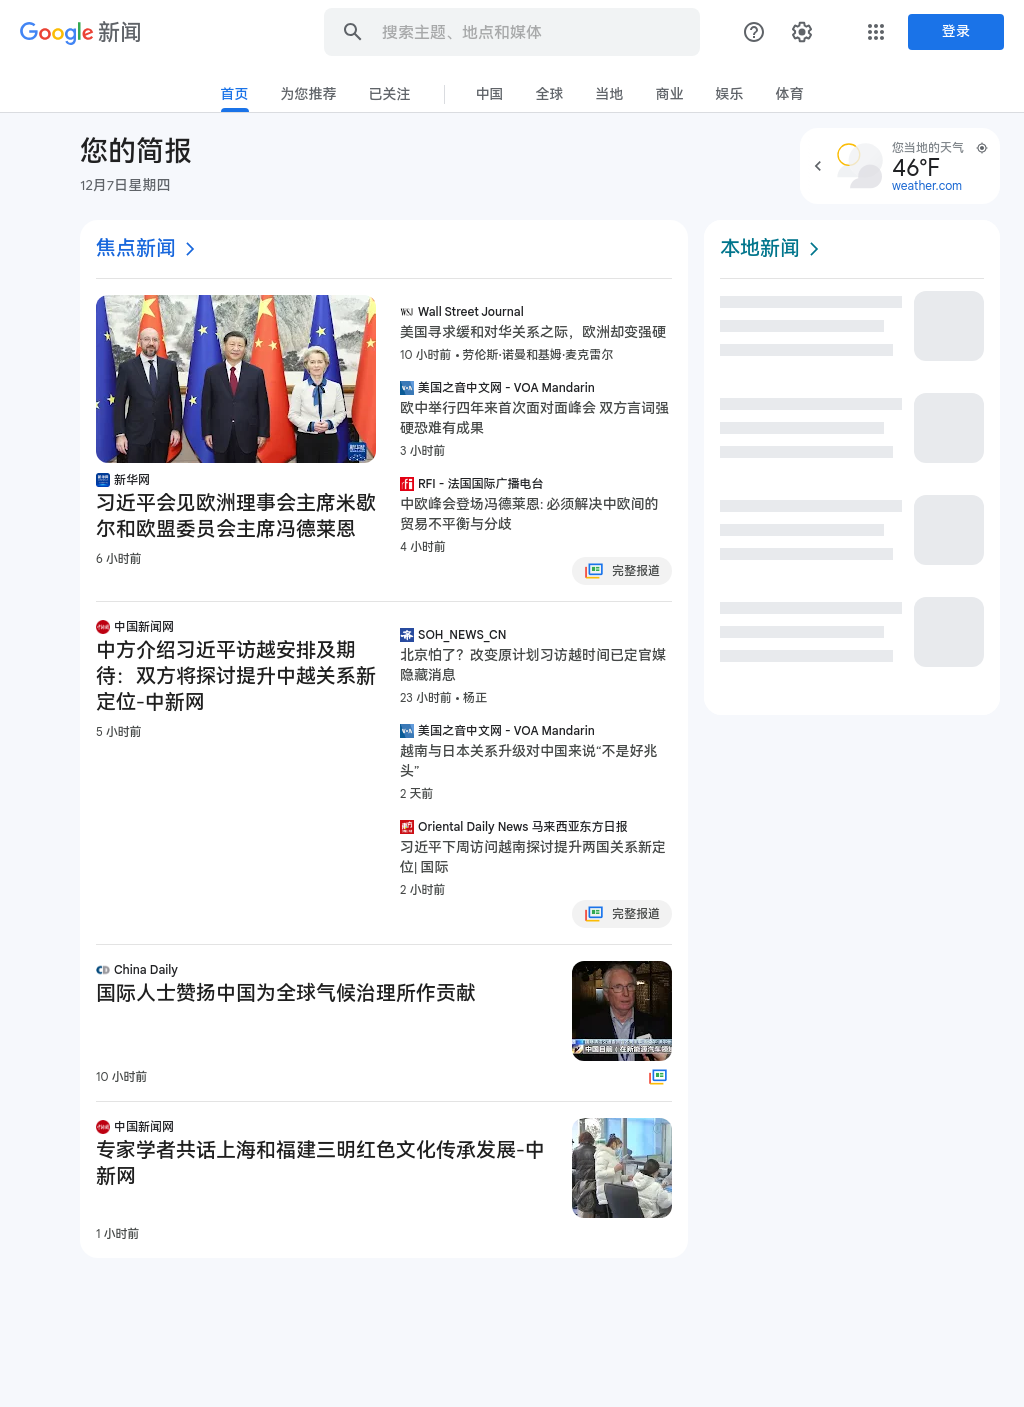 Google 新闻
搜索主题、地点和媒体
登录
首页
为您推荐
已关注
中国
全球
当地
商业
娱乐
体育
您的简报
12月7日星期四
您当地的天气
46°F
weather.com
焦点新闻
新华网
习近平会见欧洲理事会主席米歇
尔和欧盟委员会主席冯德莱恩
6 小时前
WSJ Wall Street Journal
美国寻求缓和对华关系之际，欧洲却变强硬
10 小时前 • 劳伦斯·诺曼和基姆·麦克雷尔
VOA 美国之音中文网 - VOA Mandarin
欧中举行四年来首次面对面峰会 双方言词强
硬恐难有成果
3 小时前
rfi RFI - 法国国际广播电台
中欧峰会登场冯德莱恩: 必须解决中欧间的
贸易不平衡与分歧
4 小时前
完整报道
中国新闻网
中方介绍习近平访越安排及期
待：双方将探讨提升中越关系新
定位-中新网
5 小时前
SOH_NEWS_CN
北京怕了？改变原计划习访越时间已定官媒
隐藏消息
23 小时前 • 杨正
VOA 美国之音中文网 - VOA Mandarin
越南与日本关系升级对中国来说“不是好兆
头”
2 天前
Oriental Daily News 马来西亚东方日报
习近平下周访问越南探讨提升两国关系新定
位| 国际
2 小时前
完整报道
CD China Daily
国际人士赞扬中国为全球气候治理所作贡献
10 小时前
中国目前（在新能源汽车领域
中国新闻网
专家学者共话上海和福建三明红色文化传承发展-中
新网
1 小时前
本地新闻